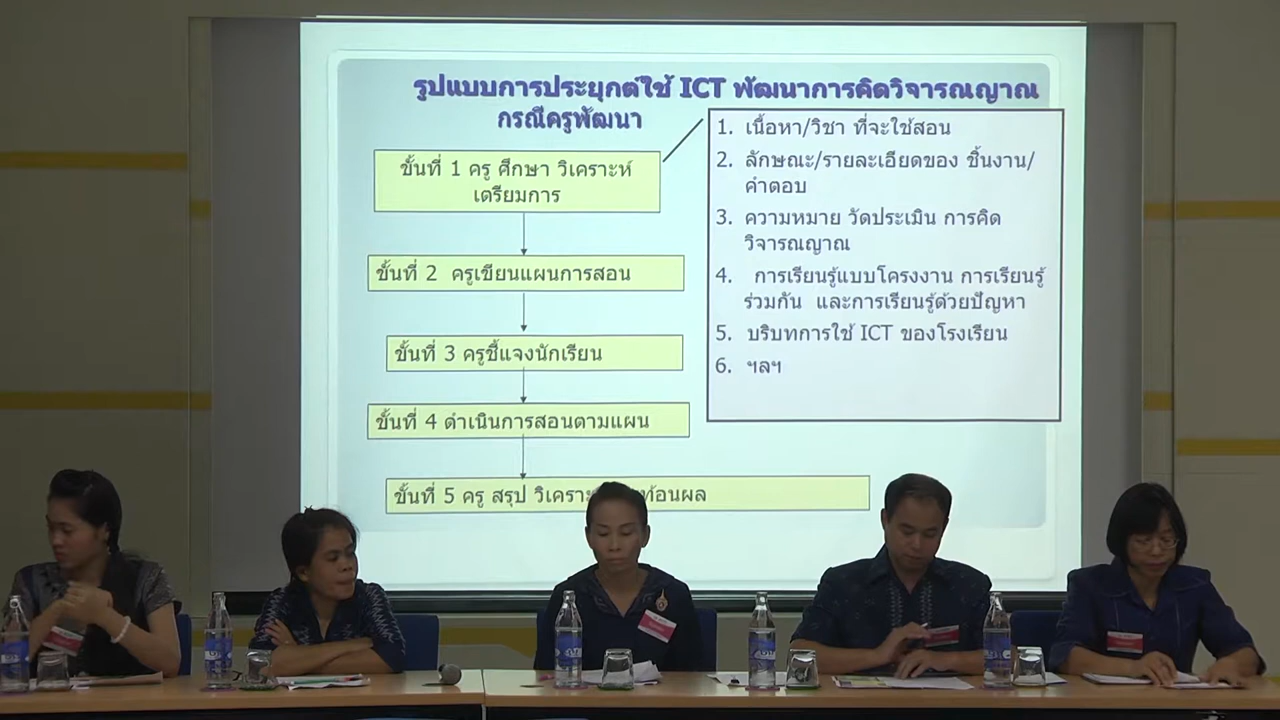 รูปแบบการประยุกต์ใช้ ICT พัฒนาการคิดวิจารณญาณ
กรณีครูพัฒนา
ขั้นที่ 1 ครู ศึกษา วิเคราะห์
เตรียมการ
ขั้นที่ 2 ครูเขียนแผนการสอน
ขั้นที่ 3 ครูชี้แจงนักเรียน
ขั้นที่ 4 ดำเนินการสอนตามแผน
ขั้นที่ 5 ครู สรุป ท้อนผล
1. เนื้อหา/วิชา ที่จะใช้สอน
2. ลักษณะ/รายละเอียดของ ชิ้นงาน/
คำตอบ
3. ความหมาย วัดประเมิน การคิด
วิจารณญาณ
4. การเรียนรู้แบบโครงงาน การเรียนรู้
ร่วมกัน และการเรียนรู้ด้วยปัญหา
5. บริบทการใช้ ICT ของโรงเรียน
6. ฯลฯ